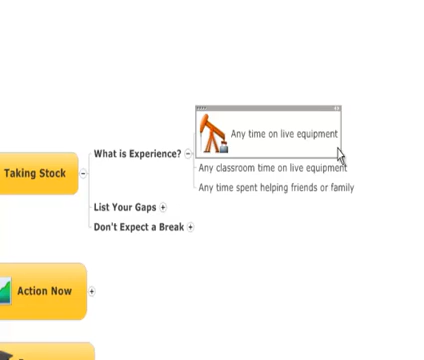 Any time on live equipment
What is Experience?
Any classroom time on live equipment
Taking Stock
Any time spent helping friends or family
List Your Gaps
Don't Expect a Break
Action Now